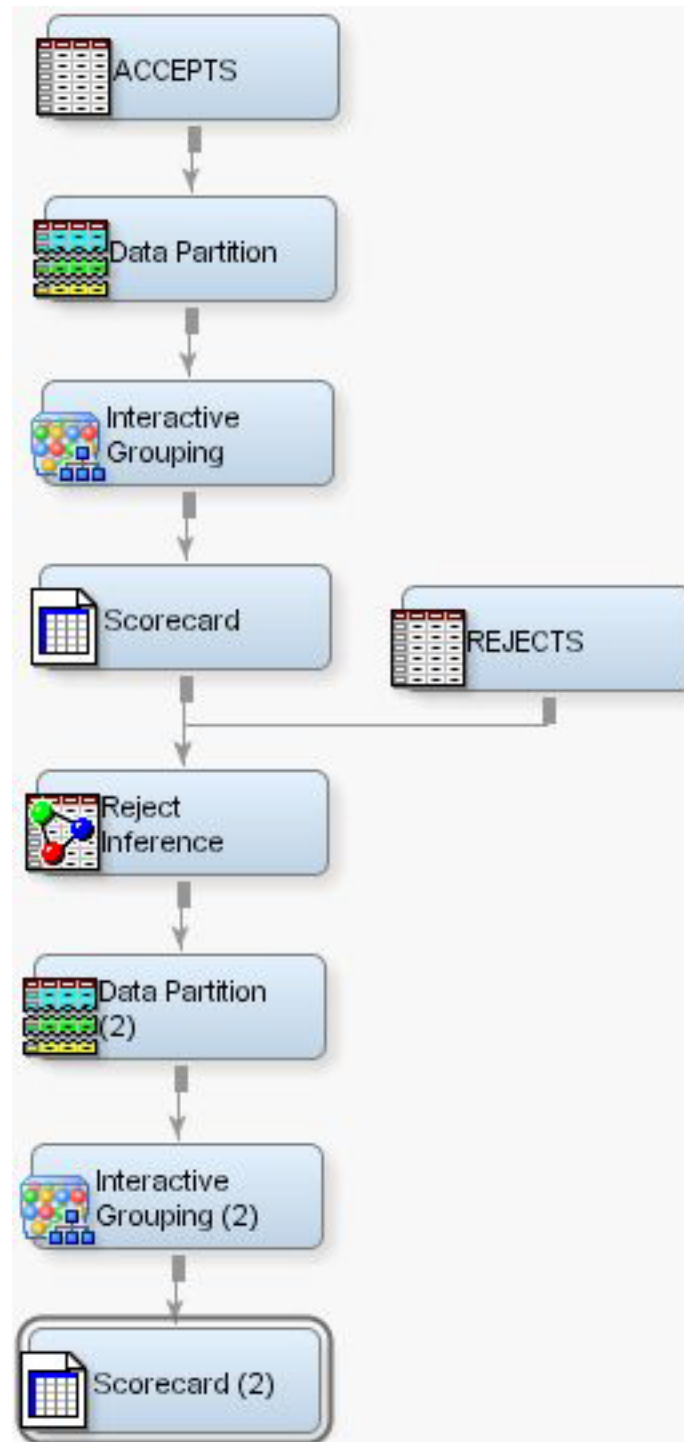 ACCEPTS
Data Partition
Interactive
Grouping
Scorecard
REJECTS
Reject
Inference
Data Partition
(2)
Interactive
Grouping (2)
Scorecard (2)